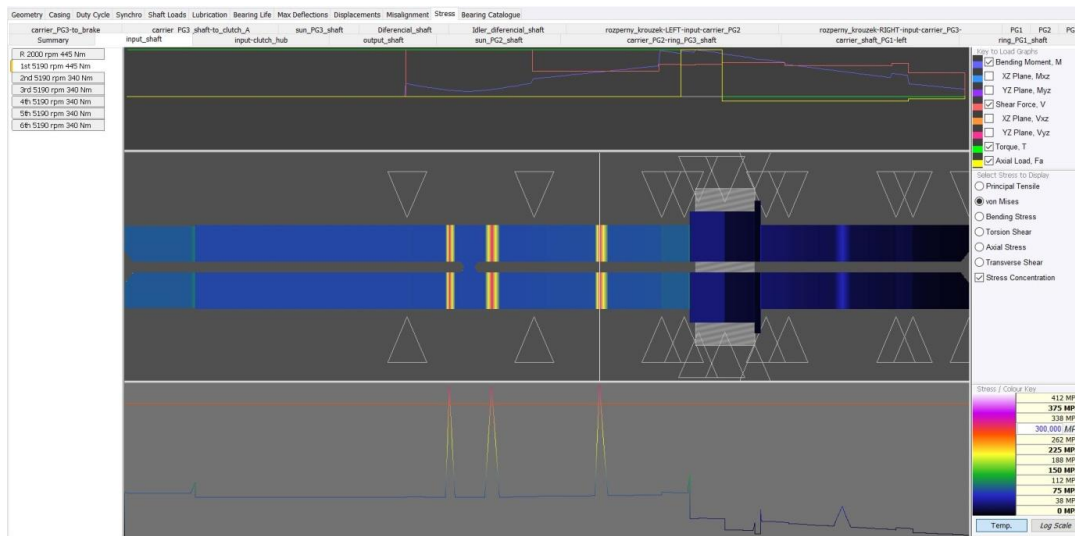 Geometry Casing Duty Cycle Synchro Shaft Loads Lubrication Bearing Life Max Deflections Displacements Misalignment Stress Bearing Catalogue
carrier_PG3-to_brake carrier_PG3_shaft-to_clutch_A sun_PG3_shaft Diferencial_shaft Idler_diferencial_shaft rozperny_krouzek-LEFT-input-carrier_PG2 rozperny_krouzek-RIGHT-input-carrier_PG3- PG1 PG2 PG
Summary input_shaft input-clutch_hub output_shaft sun_PG2_shaft carrier_PG2-ring_PG3_shaft carrier_shaft_PG1-left ring_PG1_shaft
R 2000 rpm 445 Nm
1st 5190 rpm 445 Nm
2nd 5190 rpm 340 Nm
3rd 5190 rpm 340 Nm
4th 5190 rpm 340 Nm
5th 5190 rpm 340 Nm
6th 5190 rpm 340 Nm
Key to Load Graphs
Bending Moment, M
XZ Plane, Mxz
YZ Plane, Myz
Shear Force, V
XZ Plane, Vxz
YZ Plane, Vyz
Torque, T
Axial Load, Fa
Select Stress to Display
Principal Tensile
von Mises
Bending Stress
Torsion Shear
Axial Stress
Transverse Shear
Stress Concentration
Stress / Colour Key
412 MP
375 MP
338 MP
300,000 MP
262 MP
225 MP
188 MP
150 MP
112 MP
75 MP
38 MP
0 MP
Temp. Log Scale